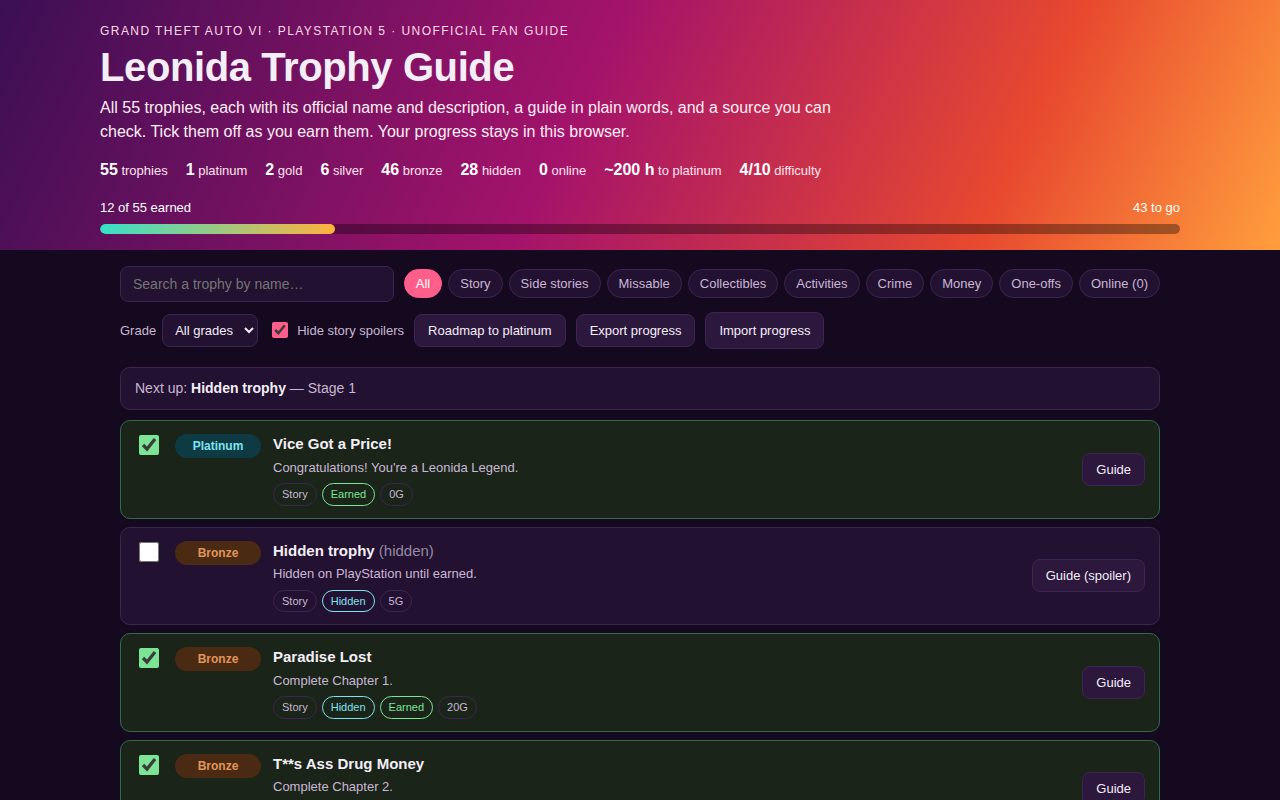 GRAND THEFT AUTO VI · PLAYSTATION 5 · UNOFFICIAL FAN GUIDE
Leonida Trophy Guide
All 55 trophies, each with its official name and description, a guide in plain words, and a source you can
check. Tick them off as you earn them. Your progress stays in this browser.
55 trophies 1 platinum 2 gold 6 silver 46 bronze 28 hidden 0 online ~200 h to platinum 4/10 difficulty
12 of 55 earned 43 to go
Search a trophy by name… All Story Side stories Missable Collectibles Activities Crime Money One-offs Online (0)
Grade All grades Hide story spoilers Roadmap to platinum Export progress Import progress
Next up: Hidden trophy — Stage 1
Platinum Vice Got a Price!
Congratulations! You're a Leonida Legend.
Guide
Story Earned 0G
Bronze Hidden trophy (hidden)
Hidden on PlayStation until earned.
Guide (spoiler)
Story Hidden 5G
Bronze Paradise Lost
Complete Chapter 1.
Guide
Story Hidden Earned 20G
Bronze T**s Ass Drug Money
Complete Chapter 2.
Guide